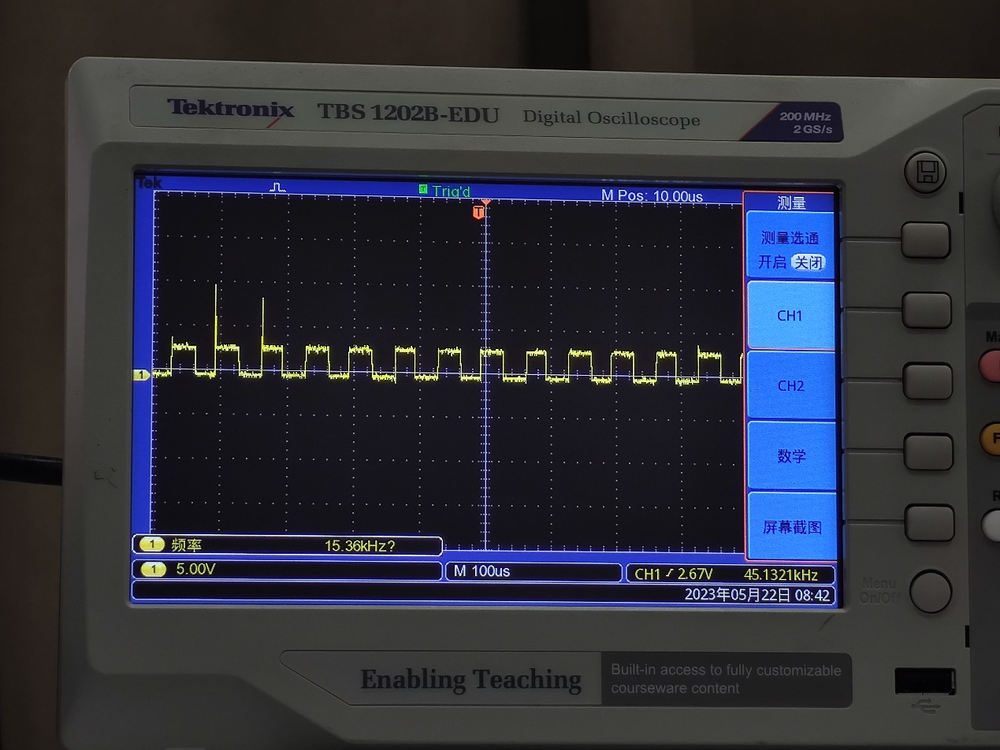 Tektronix TBS 1202B-EDU Digital Oscilloscope
200 MHz
2 GS/s
Tek
T Trig'd
M Pos: 10.00us
测量
测量选通
开启 关闭
CH1
CH2
数学
屏幕截图
T
1
1 频率 15.36kHz?
1 5.00V
M 100us
CH1 2.67V 45.1321kHz
2023年05月22日 08:42
Menu
On/Off
Enabling Teaching
Built-in access to fully customizable
courseware content